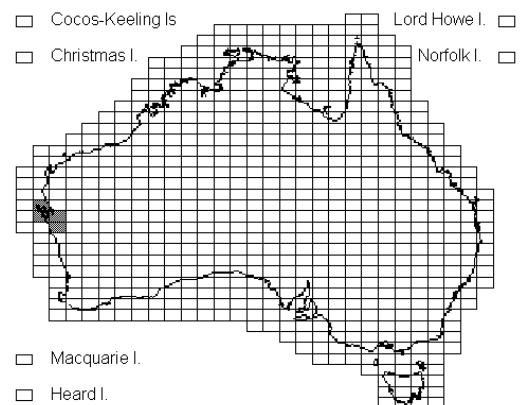 Cocos-Keeling Is
Lord Howe I.
Christmas I.
Norfolk I.
Macquarie I.
Heard I.